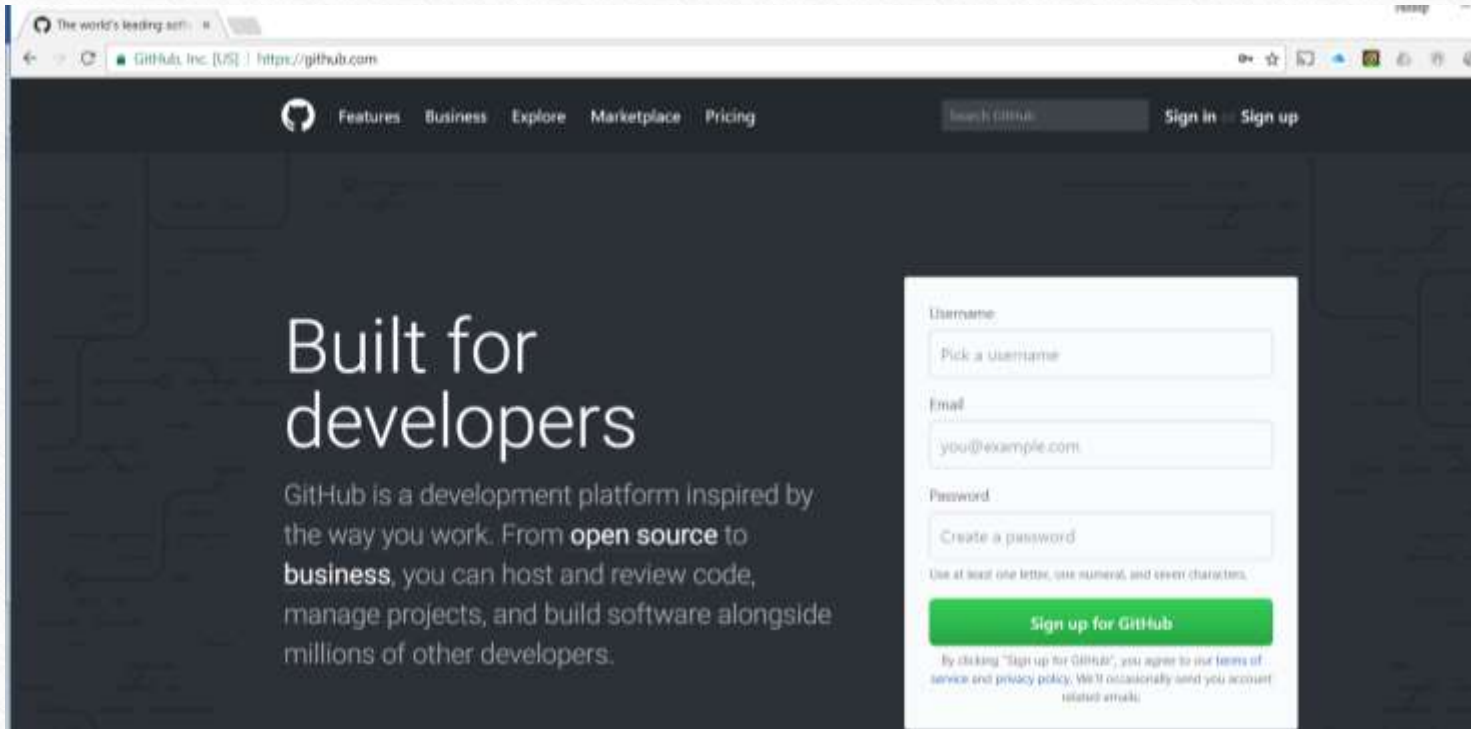 The world's leading soft
GitHub, Inc. [US] | https://github.com
Features Business Explore Marketplace Pricing
Search GitHub
Sign in or Sign up
Built for
developers
GitHub is a development platform inspired by
the way you work. From open source to
business, you can host and review code,
manage projects, and build software alongside
millions of other developers.
Username
Pick a username
Email
you@example.com
Password
Create a password
Use at least one letter, one numeral, and seven characters.
Sign up for GitHub
By clicking "Sign up for GitHub", you agree to our terms of
service and privacy policy. We'll occasionally send you account
related emails.